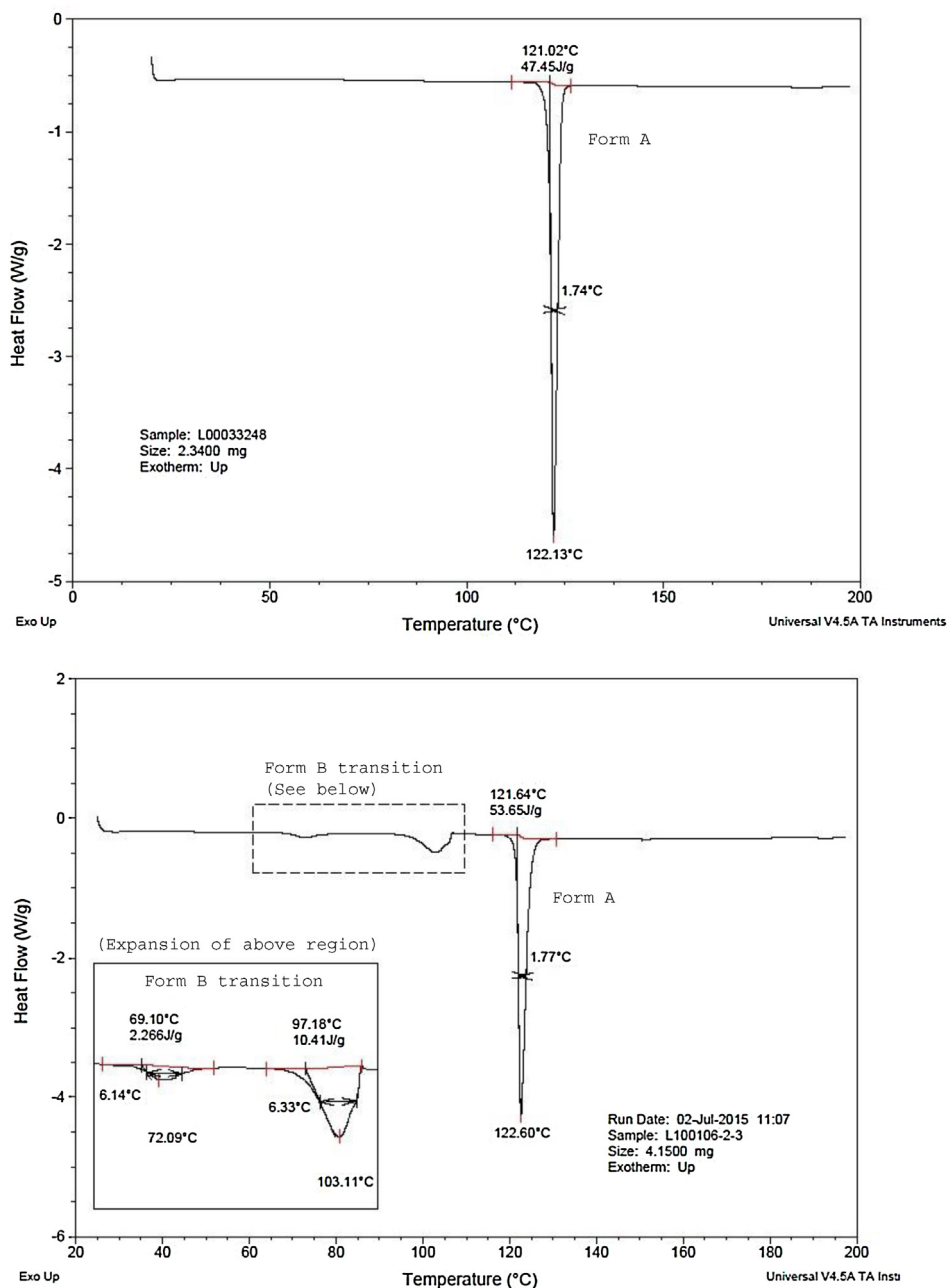 0
121.02°C
47.45J/g
Form A
-1
-2
1.74°C
Heat Flow (W/g)
-3
Sample: L00033248
Size: 2.3400 mg
Exotherm: Up
-4
122.13°C
-5
0
50
100
150
200
Exo Up
Temperature (°C)
Universal V4.5A TA Instruments
2
Form B transition
(See below)
121.64°C
53.65J/g
0
Form A
(Expansion of above region)
-2
1.77°C
Heat Flow (W/g)
Form B transition
69.10°C
2.266J/g
97.18°C
10.41J/g
6.14°C
6.33°C
-4
72.09°C
103.11°C
122.60°C
Run Date: 02-Jul-2015 11:07
Sample: L100106-2-3
Size: 4.1500 mg
Exotherm: Up
-6
20
40
60
80
100
120
140
160
180
200
Exo Up
Temperature (°C)
Universal V4.5A TA Instru